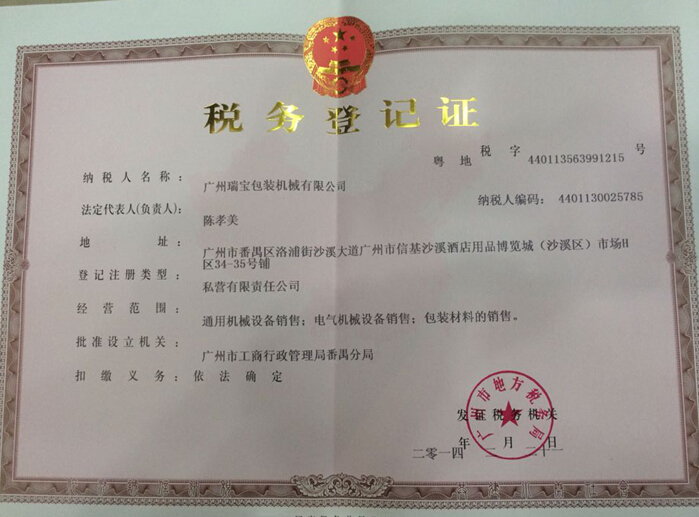 税务登记证
粤 地 税 字 440113563991215 号
纳税人名称：
广州瑞宝包装机械有限公司
纳税人编码：4401130025785
法定代表人(负责人)：
陈孝美
地 址：
广州市番禺区洛浦街沙溪大道广州市信基沙溪酒店用品博览城（沙溪区）市场H
区34-35号铺
登记注册类型：
私营有限责任公司
经营范围：
通用机械设备销售；电气机械设备销售；包装材料的销售。
批准设立机关：
广州市工商行政管理局番禺分局
扣缴义务：依法确定
广州市地方税务局
发证税务机关
年 月 日
二零一四